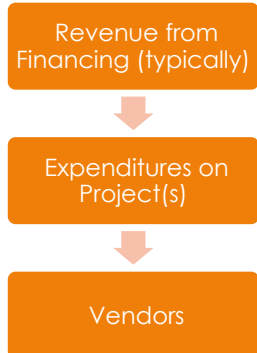 Revenue from
Financing (typically)
Expenditures on
Project(s)
Vendors